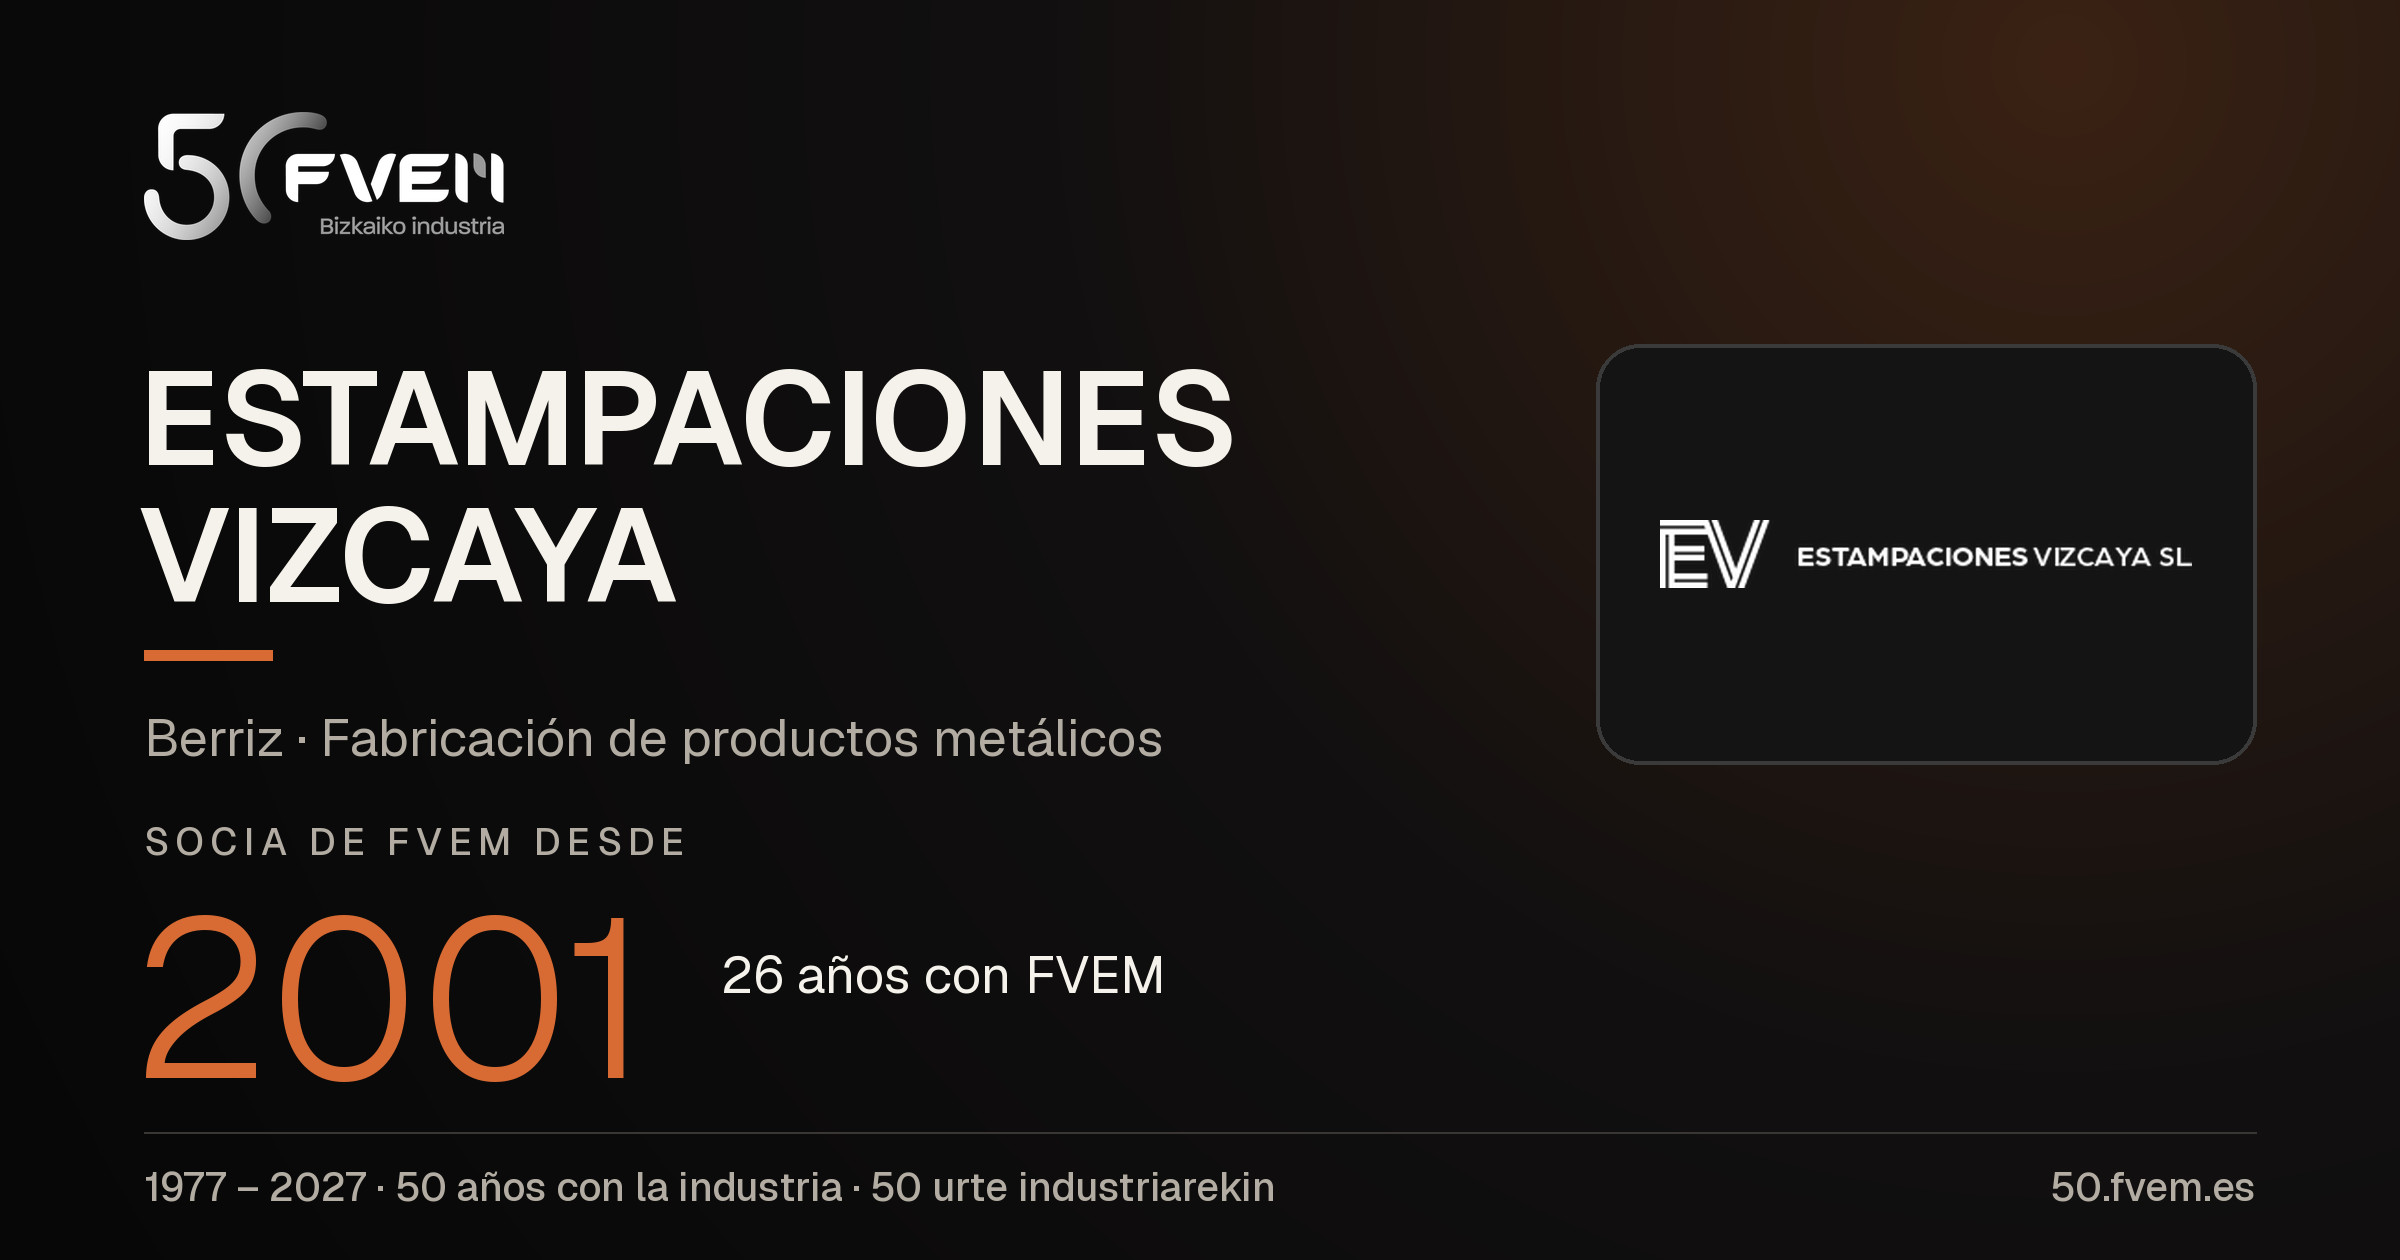 50 FVEM
Bizkaiko industria
ESTAMPACIONES
VIZCAYA
EV ESTAMPACIONES VIZCAYA SL
Berriz · Fabricación de productos metálicos
SOCIA DE FVEM DESDE
2001
26 años con FVEM
1977 – 2027 · 50 años con la industria · 50 urte industriarekin
50.fvem.es